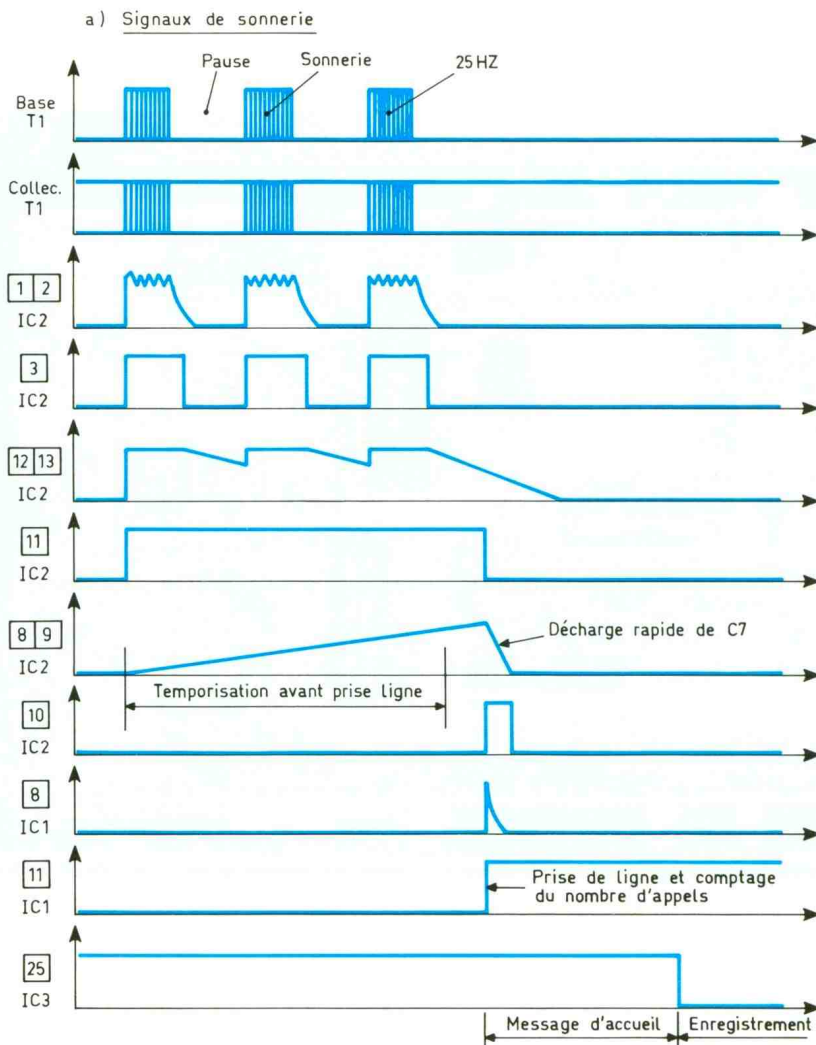 a) Signaux de sonnerie
Pause
Sonnerie
25HZ
Base
T1
Collec.
T1
1 2
IC2
3
IC2
12 13
IC2
11
IC2
8 9
IC2
Décharge rapide de C7
Temporisation avant prise ligne
10
IC2
8
IC1
11
IC1
Prise de ligne et comptage
du nombre d'appels
25
IC3
Message d'accueil
Enregistrement